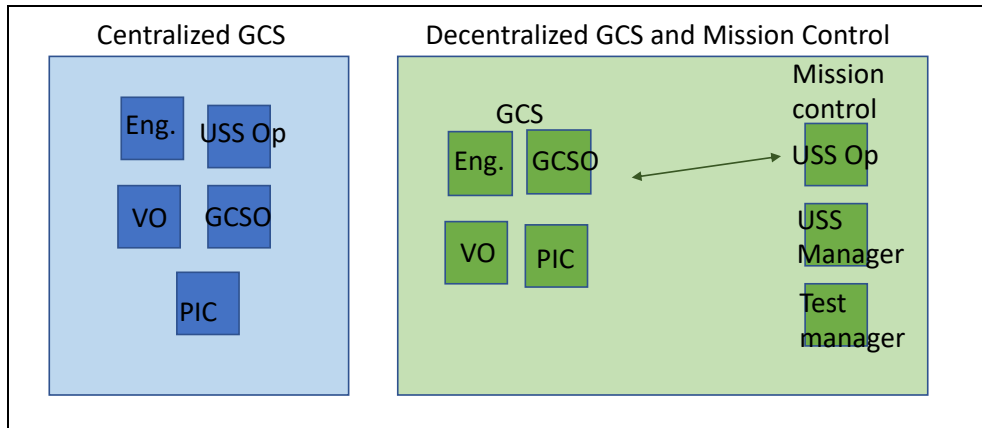 Centralized GCS
Eng.
USS Op
VO
GCSO
PIC
Decentralized GCS and Mission Control
GCS
Eng.
GCSO
VO
PIC
Mission
control
USS Op
USS
Manager
Test
manager